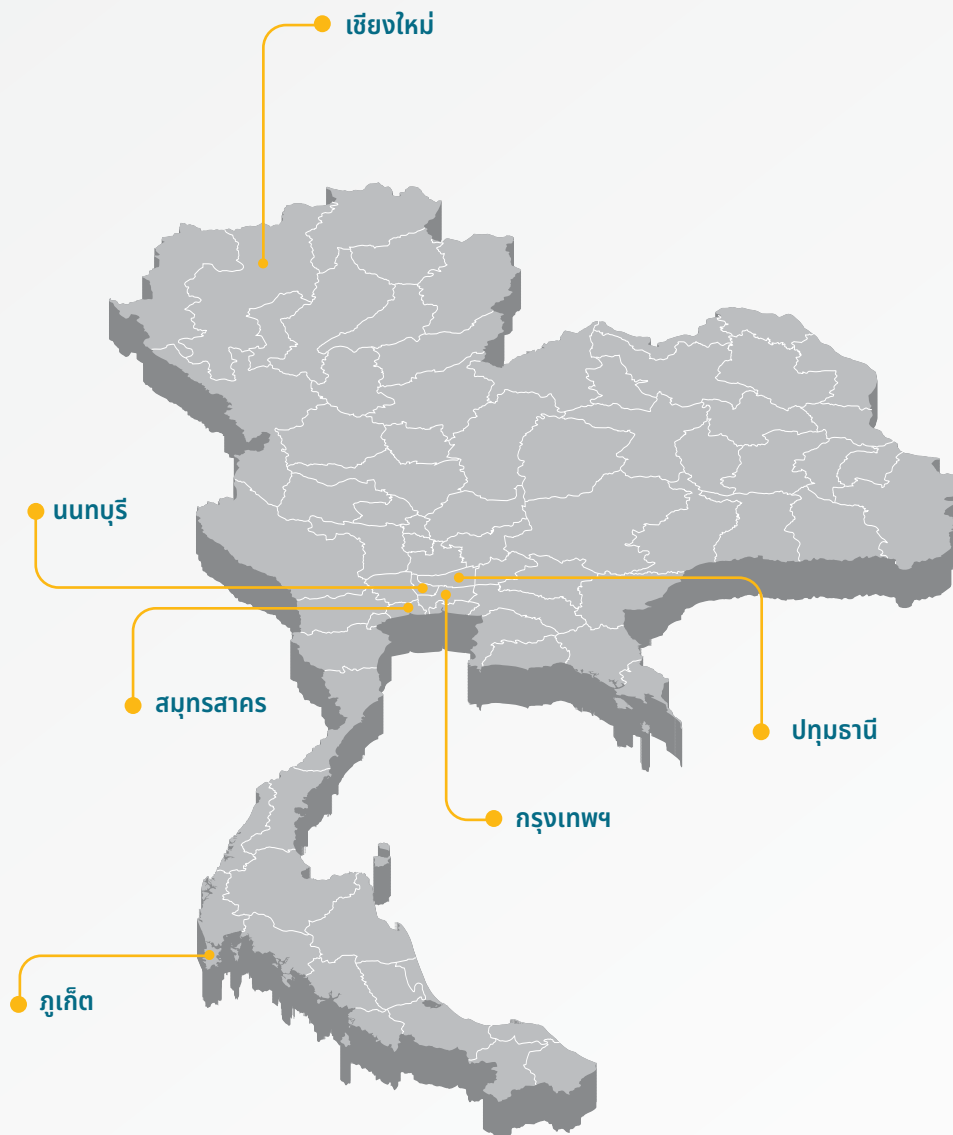 เชียงใหม่
นนทบุรี
สมุทรสาคร
ปทุมธานี
กรุงเทพฯ
ภูเก็ต